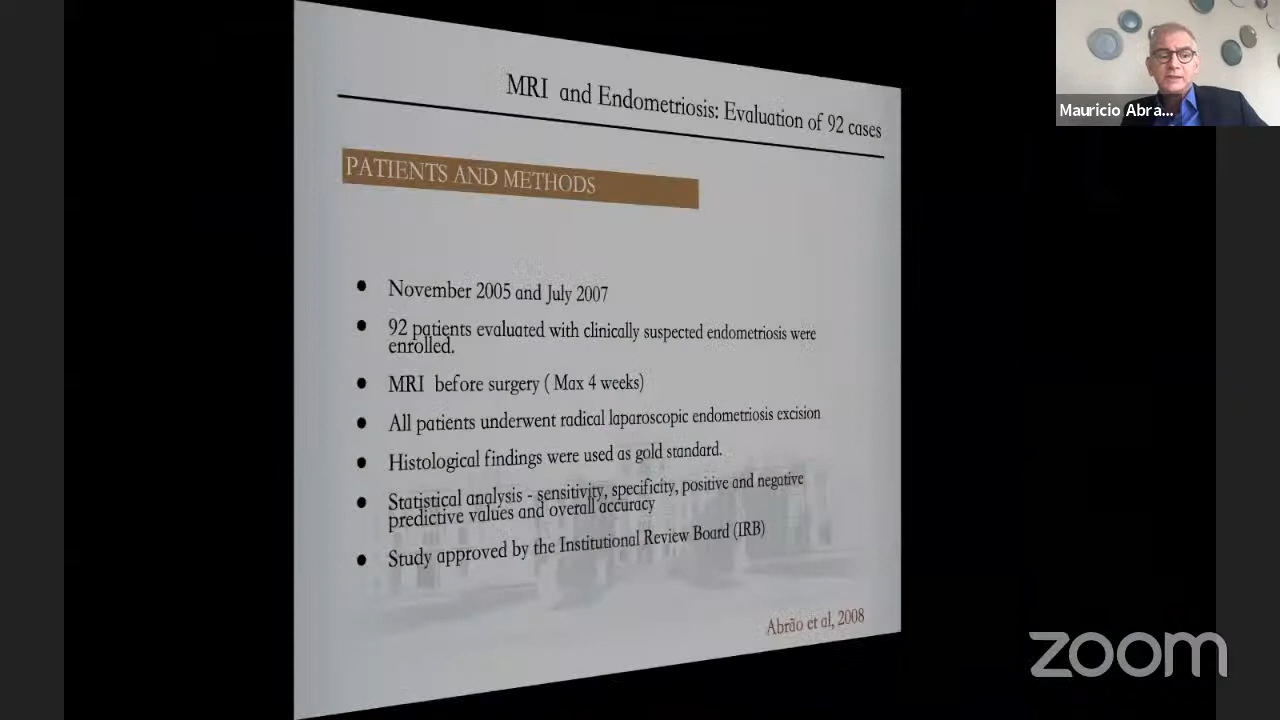 MRI and Endometriosis: Evaluation of 92 cases
Mauricio Abra...
PATIENTS AND METHODS
• November 2005 and July 2007
• 92 patients evaluated with clinically suspected endometriosis were
enrolled.
• MRI before surgery ( Max 4 weeks)
• All patients underwent radical laparoscopic endometriosis excision
• Histological findings were used as gold standard.
• Statistical analysis - sensitivity, specificity, positive and negative
predictive values and overall accuracy
• Study approved by the Institutional Review Board (IRB)
Abrão et al, 2008
zoom